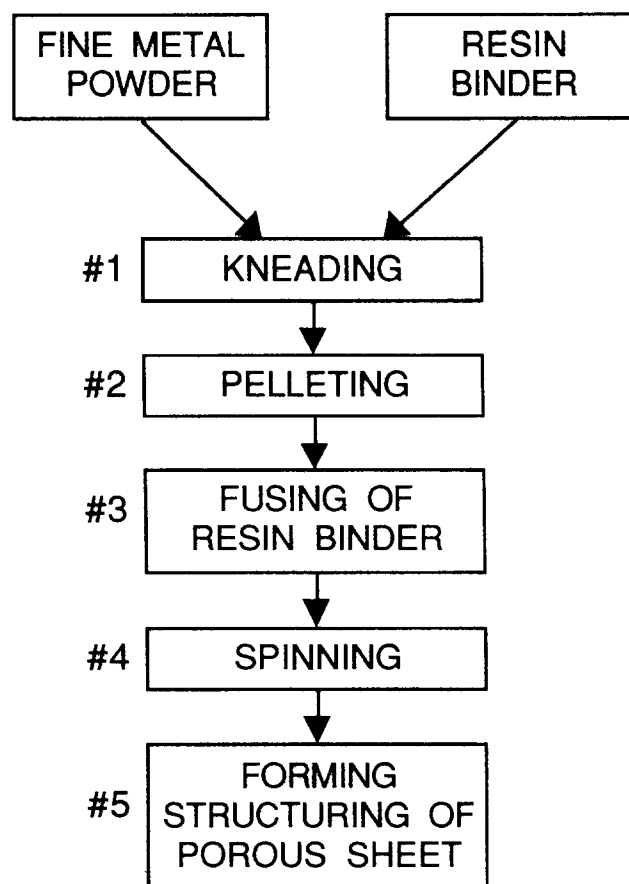 FINE METAL
POWDER
RESIN
BINDER
#1 KNEADING
#2 PELLETING
#3 FUSING OF
RESIN BINDER
#4 SPINNING
#5 FORMING
STRUCTURING OF
POROUS SHEET